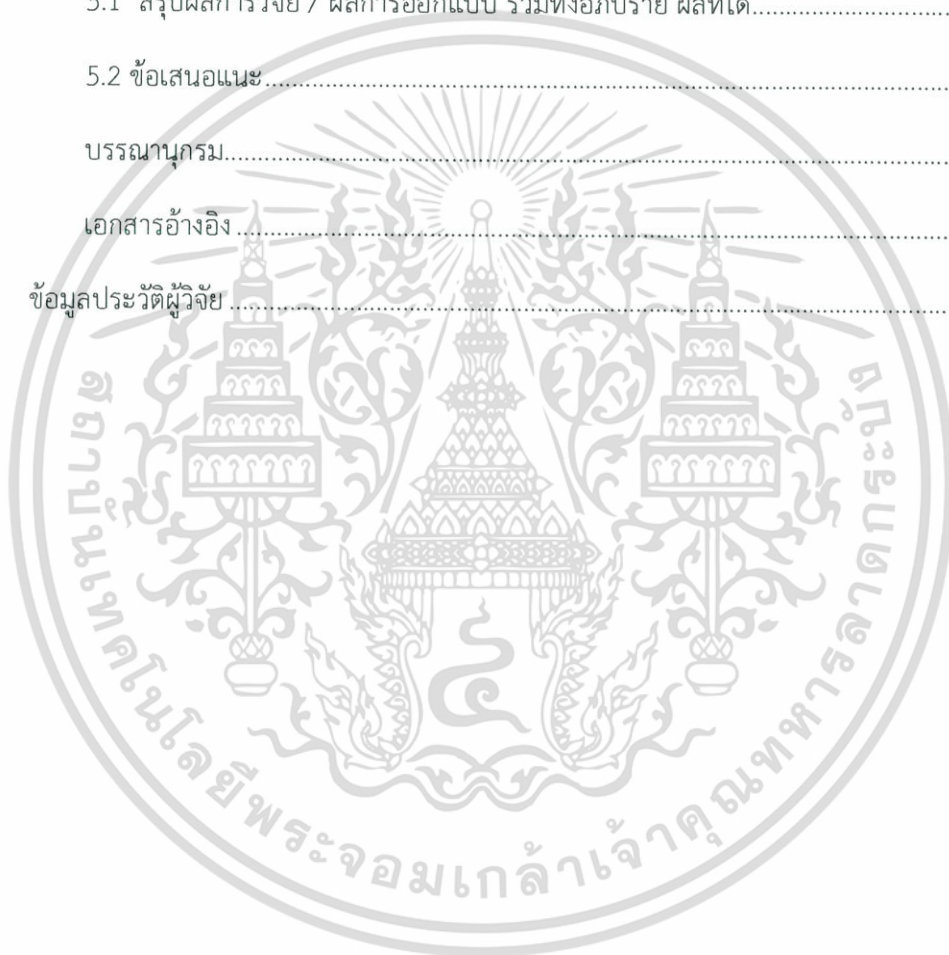 5.1 สรุปผลการวิจัย / ผลการออกแบบ รวมทั้งอภิปราย ผลที่ได้
5.2 ข้อเสนอแนะ
บรรณานุกรม
เอกสารอ้างอิง
ข้อมูลประวัติผู้วิจัย
สถาบันเทคโนโลยีพระจอมเกล้าเจ้าคุณทหารลาดกระบัง
๔